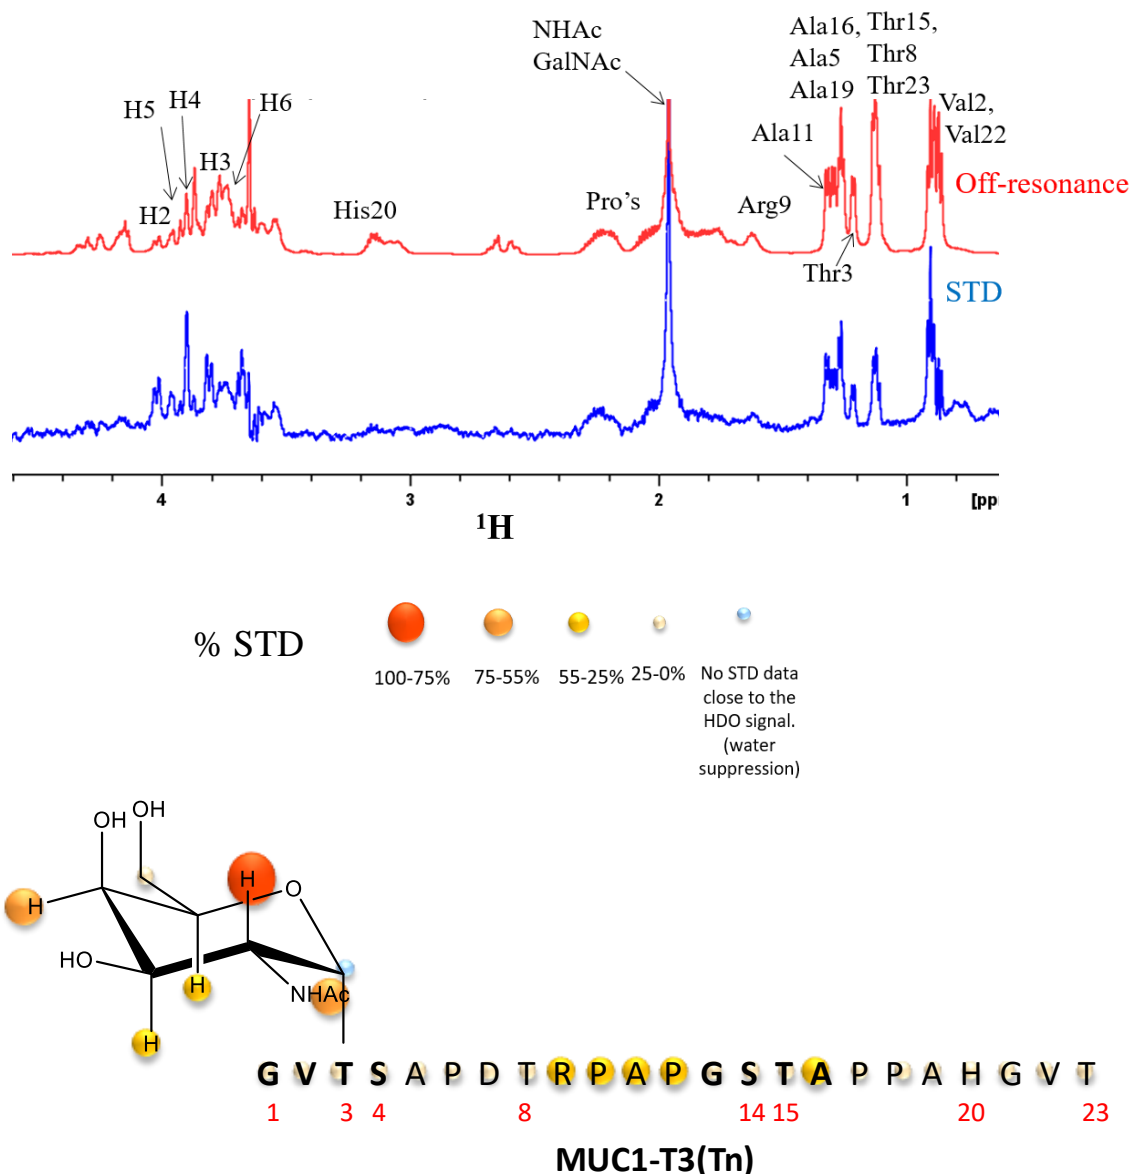 NHAc
GalNAc
Ala16,
Ala5
Ala19
Thr15,
Thr8
Thr23
H5
H4
H6
H3
H2
His20
Pro's
Arg9
Ala11
Thr3
Val2,
Val22
Off-resonance
STD
4
3
2
1
[pp
¹H
% STD
100-75%
75-55%
55-25%
25-0%
No STD data
close to the
HDO signal.
(water
suppression)
OH
OH
H
O
H
HO
H
NHAc
H
G V T S A P D T R P A P G S T A P P A H G V T
1 3 4 8 14 15 20 23
MUC1-T3(Tn)